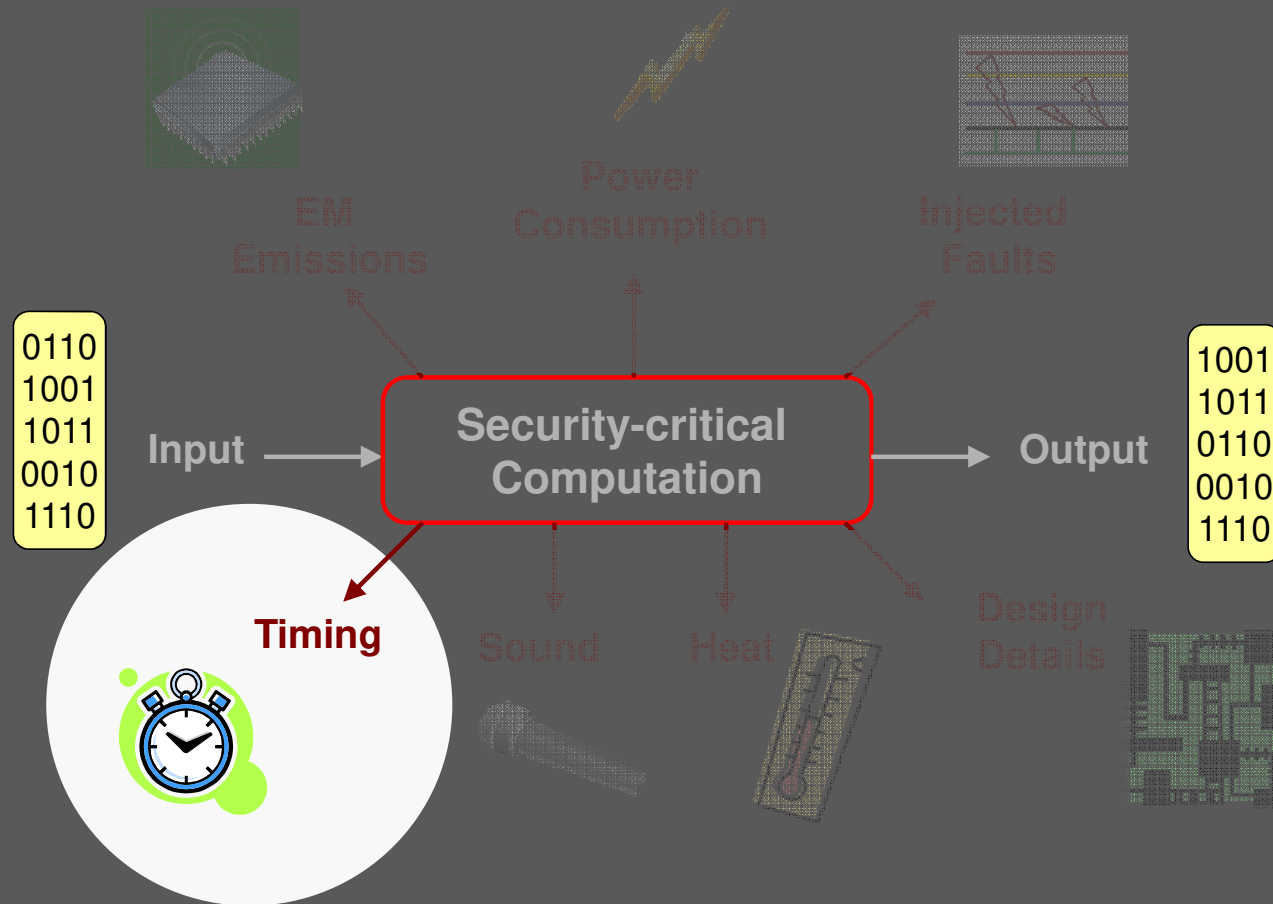 Power
Consumption
EM
Emissions
Injected
Faults
0110
1001
1011
0010
1110
Input
Security-critical
Computation
Output
1001
1011
0110
0010
1110
Timing
Sound
Heat
Design
Details